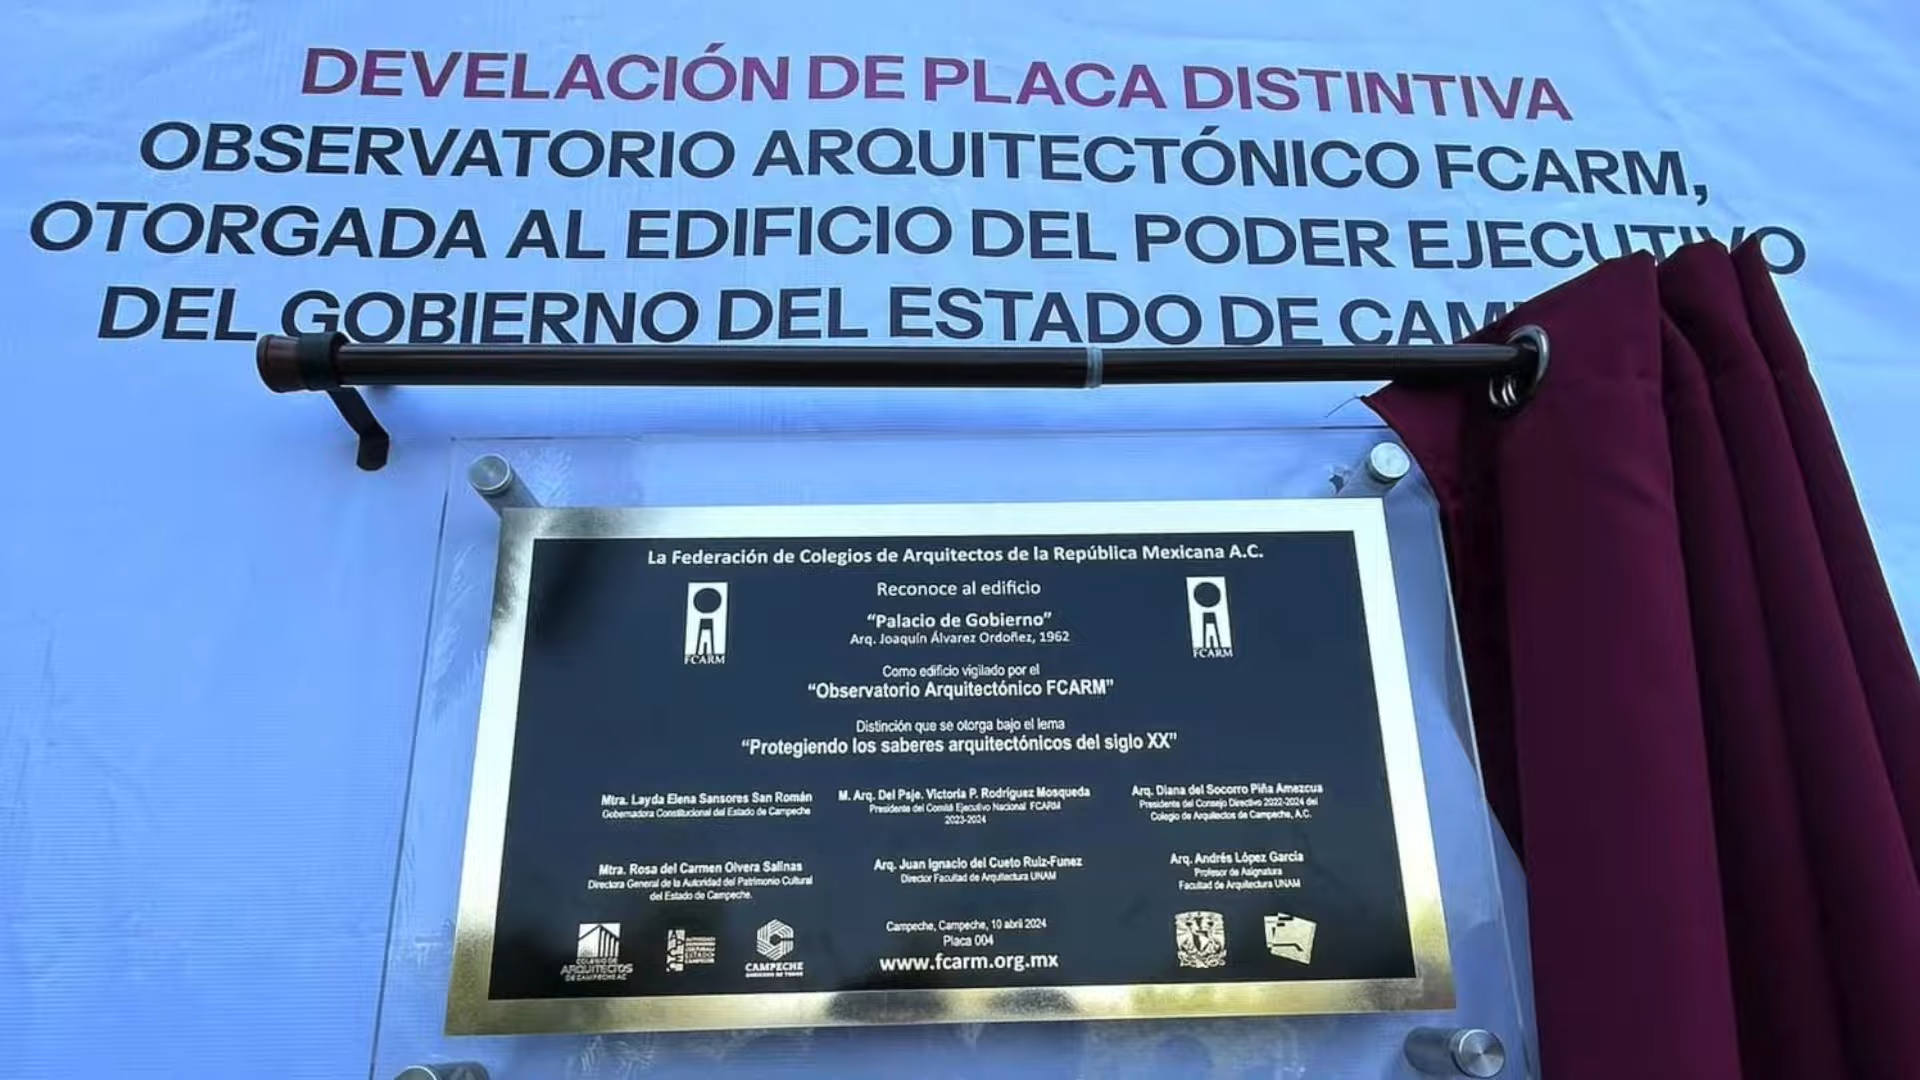 DEVELACIÓN DE PLACA DISTINTIVA
OBSERVATORIO ARQUITECTÓNICO FCARM,
OTORGADA AL EDIFICIO DEL PODER EJECUTIVO
DEL GOBIERNO DEL ESTADO DE CAM
La Federación de Colegios de Arquitectos de la República Mexicana A.C.
Reconoce al edificio
“Palacio de Gobierno”
Arq. Joaquín Álvarez Ordoñez, 1962
FCARM
FCARM
Como edificio vigilado por el
“Observatorio Arquitectónico FCARM”
Distinción que se otorga bajo el lema
“Protegiendo los saberes arquitectónicos del siglo XX”
Mtra. Layda Elena Sansores San Román
Gobernadora Constitucional del Estado de Campeche
M. Arq. Del Psje. Victoria P. Rodríguez Mosqueda
Presidente del Comité Ejecutivo Nacional FCARM
2023-2024
Arq. Diana del Socorro Piña Amezcua
Presidente del Consejo Directivo 2022-2024 del
Colegio de Arquitectos de Campeche, A.C.
Mtra. Rosa del Carmen Olvera Salinas
Directora General de la Autoridad del Patrimonio Cultural
del Estado de Campeche.
Arq. Juan Ignacio del Cueto Ruiz-Funez
Director Facultad de Arquitectura UNAM
Arq. Andrés López García
Profesor de Asignatura
Facultad de Arquitectura UNAM
COLEGIO DE
ARQUITECTOS
DE CAMPECHE AC
CAMPECHE
GOBIERNO DE TODOS
Campeche, Campeche, 10 abril 2024
Placa 004
www.fcarm.org.mx